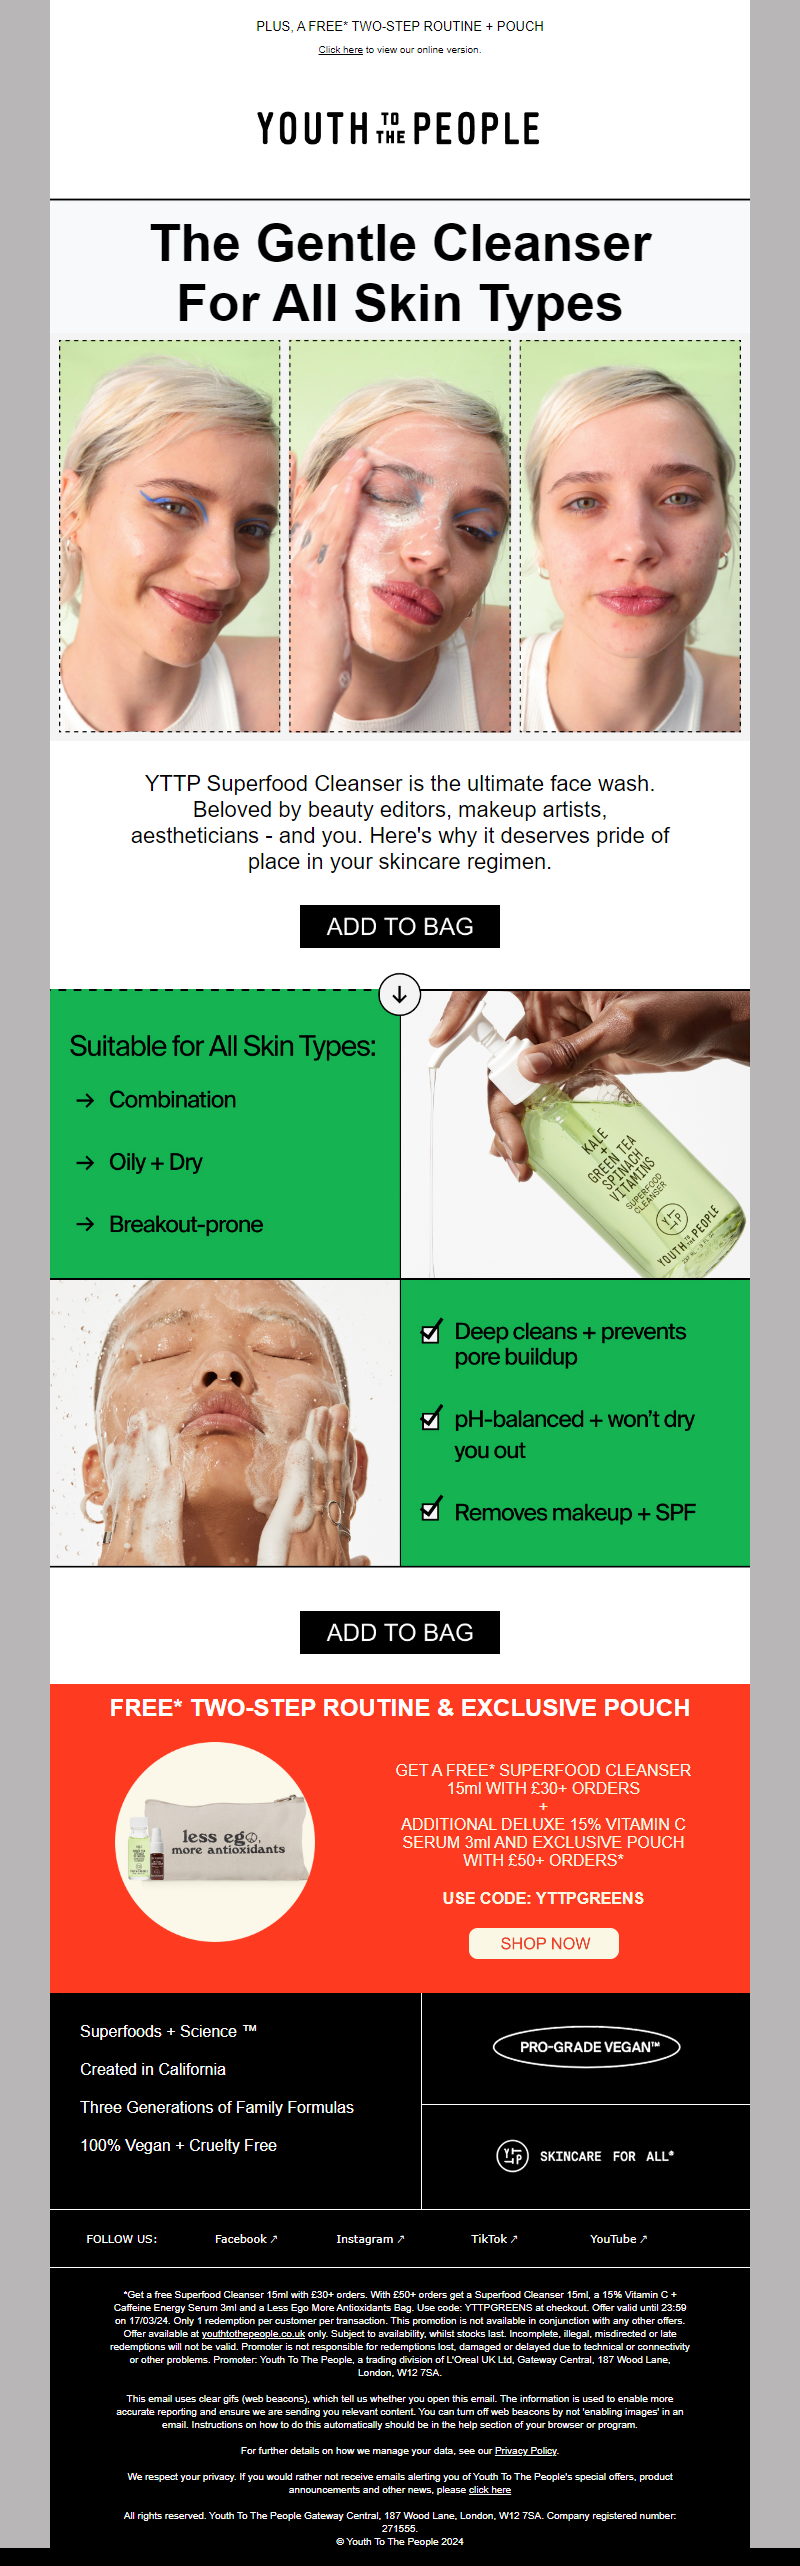 PLUS, A FREE* TWO-STEP ROUTINE + POUCH
Click here to view our online version.
YOUTH TO THE PEOPLE
The Gentle Cleanser
For All Skin Types
YTTP Superfood Cleanser is the ultimate face wash.
Beloved by beauty editors, makeup artists,
aestheticians - and you. Here's why it deserves pride of
place in your skincare regimen.
ADD TO BAG
Suitable for All Skin Types:
→ Combination
→ Oily + Dry
→ Breakout-prone
KALE
+
GREEN TEA
SPINACH
VITAMINS
SUPERFOOD
CLEANSER
YTTP
YOUTH TO THE PEOPLE
Deep cleans + prevents
pore buildup
pH-balanced + won't dry
you out
Removes makeup + SPF
ADD TO BAG
FREE* TWO-STEP ROUTINE & EXCLUSIVE POUCH
less ego,
more antioxidants
GET A FREE* SUPERFOOD CLEANSER
15ml WITH £30+ ORDERS
+
ADDITIONAL DELUXE 15% VITAMIN C
SERUM 3ml AND EXCLUSIVE POUCH
WITH £50+ ORDERS*
USE CODE: YTTPGREENS
SHOP NOW
Superfoods + Science ™
Created in California
Three Generations of Family Formulas
100% Vegan + Cruelty Free
PRO-GRADE VEGAN™
YTTP SKINCARE FOR ALL®
FOLLOW US: Facebook ↗ Instagram ↗ TikTok ↗ YouTube ↗
*Get a free Superfood Cleanser 15ml with £30+ orders. With £50+ orders get a Superfood Cleanser 15ml, a 15% Vitamin C +
Caffeine Energy Serum 3ml and a Less Ego More Antioxidants Bag. Use code: YTTPGREENS at checkout. Offer valid until 23:59
on 17/03/24. Only 1 redemption per customer per transaction. This promotion is not available in conjunction with any other offers.
Offer available at youthtothepeople.co.uk only. Subject to availability, whilst stocks last. Incomplete, illegal, misdirected or late
redemptions will not be valid. Promoter is not responsible for redemptions lost, damaged or delayed due to technical or connectivity
or other problems. Promoter: Youth To The People, a trading division of L'Oreal UK Ltd, Gateway Central, 187 Wood Lane,
London, W12 7SA.
This email uses clear gifs (web beacons), which tell us whether you open this email. The information is used to enable more
accurate reporting and ensure we are sending you relevant content. You can turn off web beacons by not 'enabling images' in an
email. Instructions on how to do this automatically should be in the help section of your browser or program.
For further details on how we manage your data, see our Privacy Policy.
We respect your privacy. If you would rather not receive emails alerting you of Youth To The People's special offers, product
announcements and other news, please click here
All rights reserved. Youth To The People Gateway Central, 187 Wood Lane, London, W12 7SA. Company registered number:
271555.
© Youth To The People 2024